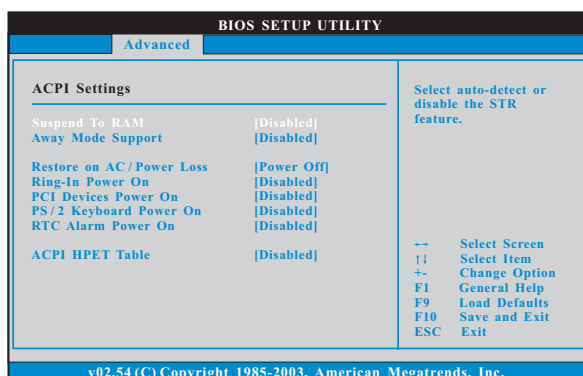 BIOS SETUP UTILITY
Advanced
ACPI Settings
Suspend To RAM [Disabled]
Away Mode Support [Disabled]
Restore on AC / Power Loss [Power Off]
Ring-In Power On [Disabled]
PCI Devices Power On [Disabled]
PS / 2 Keyboard Power On [Disabled]
RTC Alarm Power On [Disabled]
ACPI HPET Table [Disabled]
Select auto-detect or
disable the STR
feature.
←→ Select Screen
↑↓ Select Item
+- Change Option
F1 General Help
F9 Load Defaults
F10 Save and Exit
ESC Exit
v02.54 (C) Copyright 1985-2003, American Megatrends, Inc.